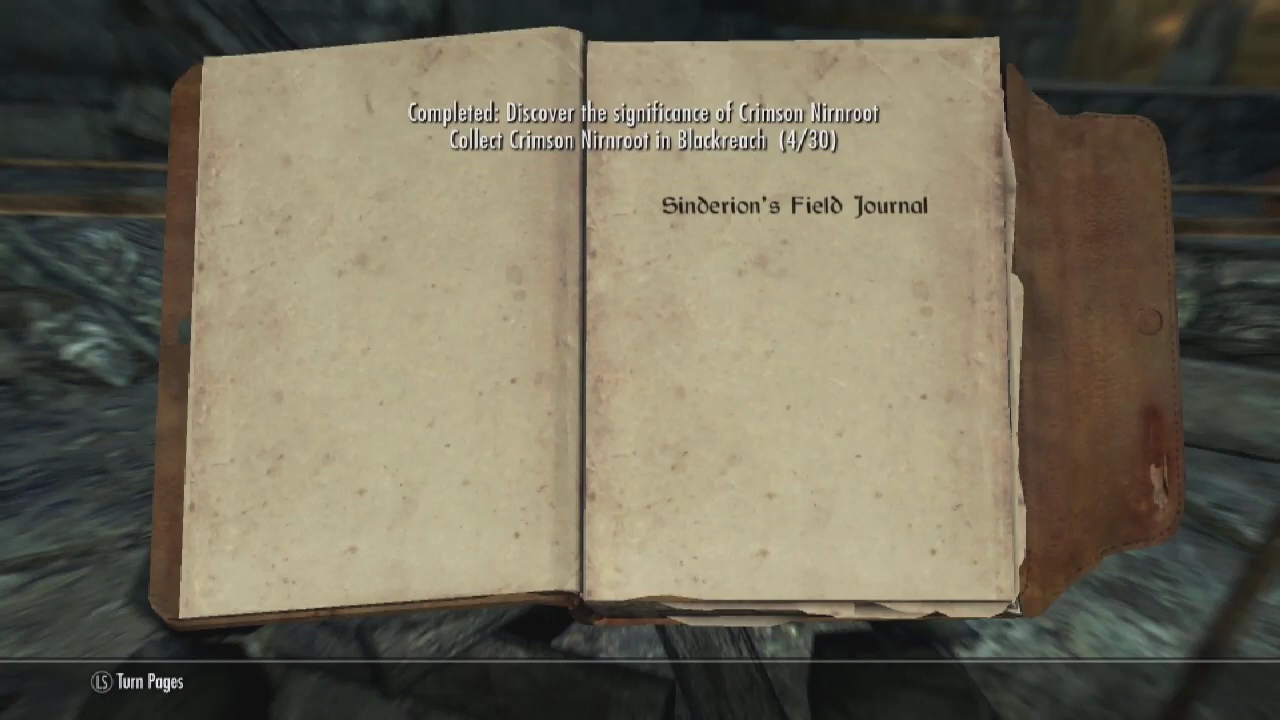 Completed: Discover the significance of Crimson Nirnroot
Collect Crimson Nirnroot in Blackreach (4/30)
Sinderion's Field Journal
LS Turn Pages